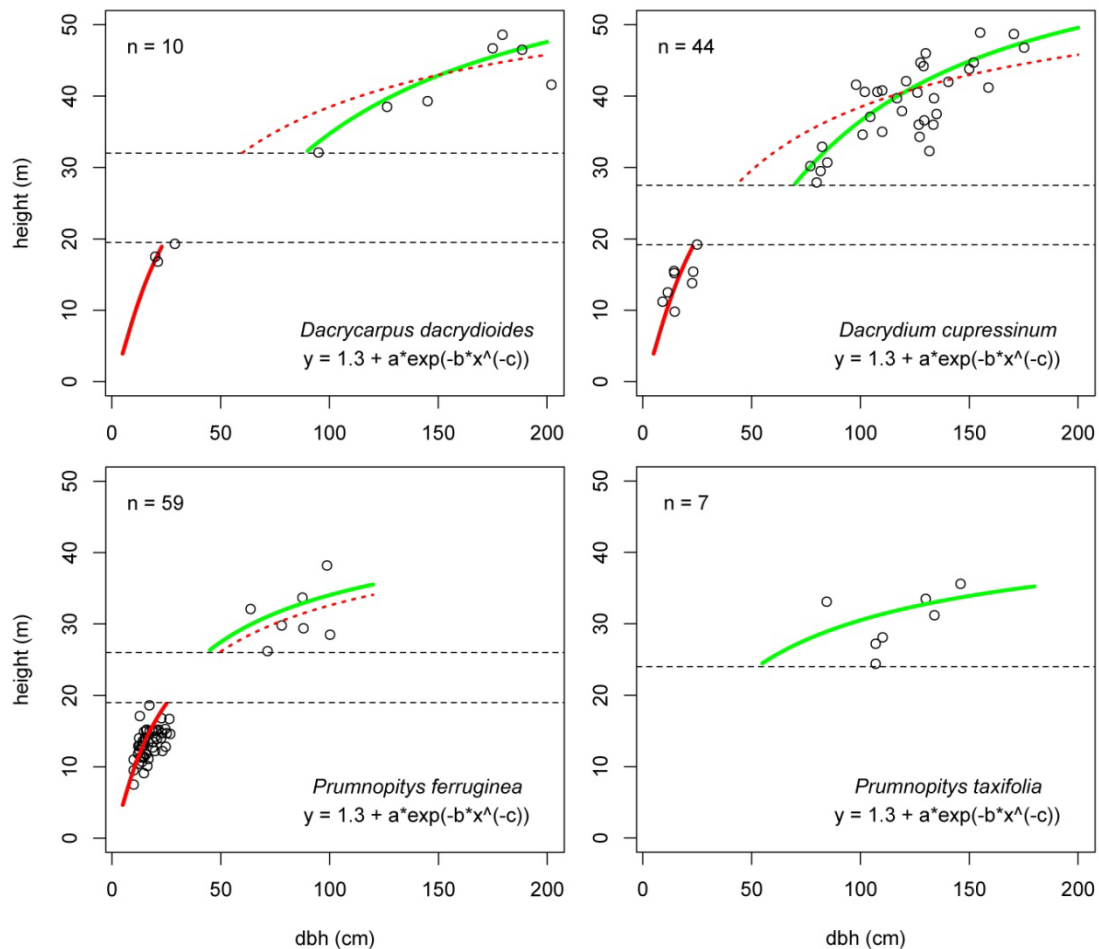 n = 10
height (m)
50
40
30
20
10
0
Dacrycarpus dacrydioides
y = 1.3 + a*exp(-b*x^(-c))
0 50 100 150 200
n = 44
50
40
30
20
10
0
Dacrydium cupressinum
y = 1.3 + a*exp(-b*x^(-c))
0 50 100 150 200
n = 59
height (m)
50
40
30
20
10
0
Prumnopitys ferruginea
y = 1.3 + a*exp(-b*x^(-c))
0 50 100 150 200
dbh (cm)
n = 7
50
40
30
20
10
0
Prumnopitys taxifolia
y = 1.3 + a*exp(-b*x^(-c))
0 50 100 150 200
dbh (cm)